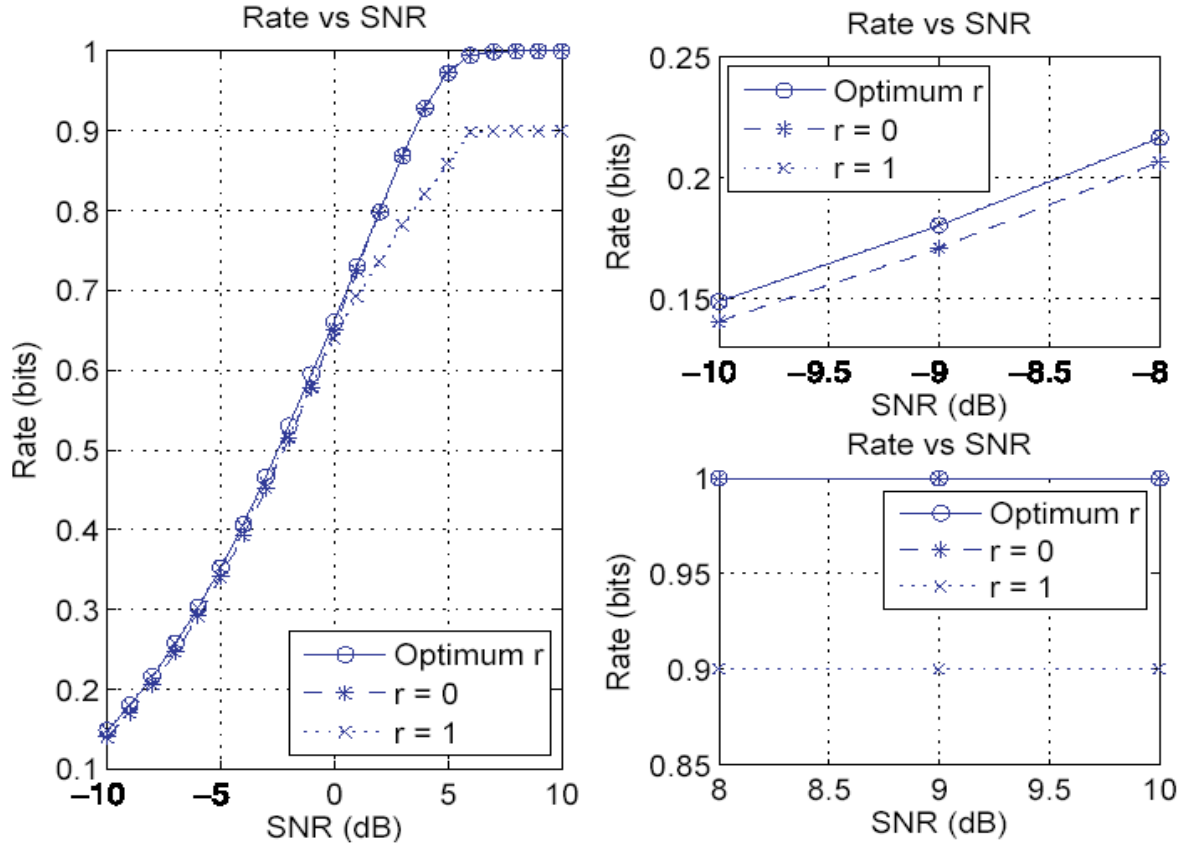 Rate vs SNR
Rate (bits)
1
0.9
0.8
0.7
0.6
0.5
0.4
0.3
0.2
0.1
−10 −5 0 5 10
SNR (dB)
Optimum r
r = 0
r = 1
Rate vs SNR
Rate (bits)
0.25
0.2
0.15
−10 −9.5 −9 −8.5 −8
SNR (dB)
Optimum r
r = 0
r = 1
Rate vs SNR
Rate (bits)
1
0.95
0.9
0.85
8 8.5 9 9.5 10
SNR (dB)
Optimum r
r = 0
r = 1